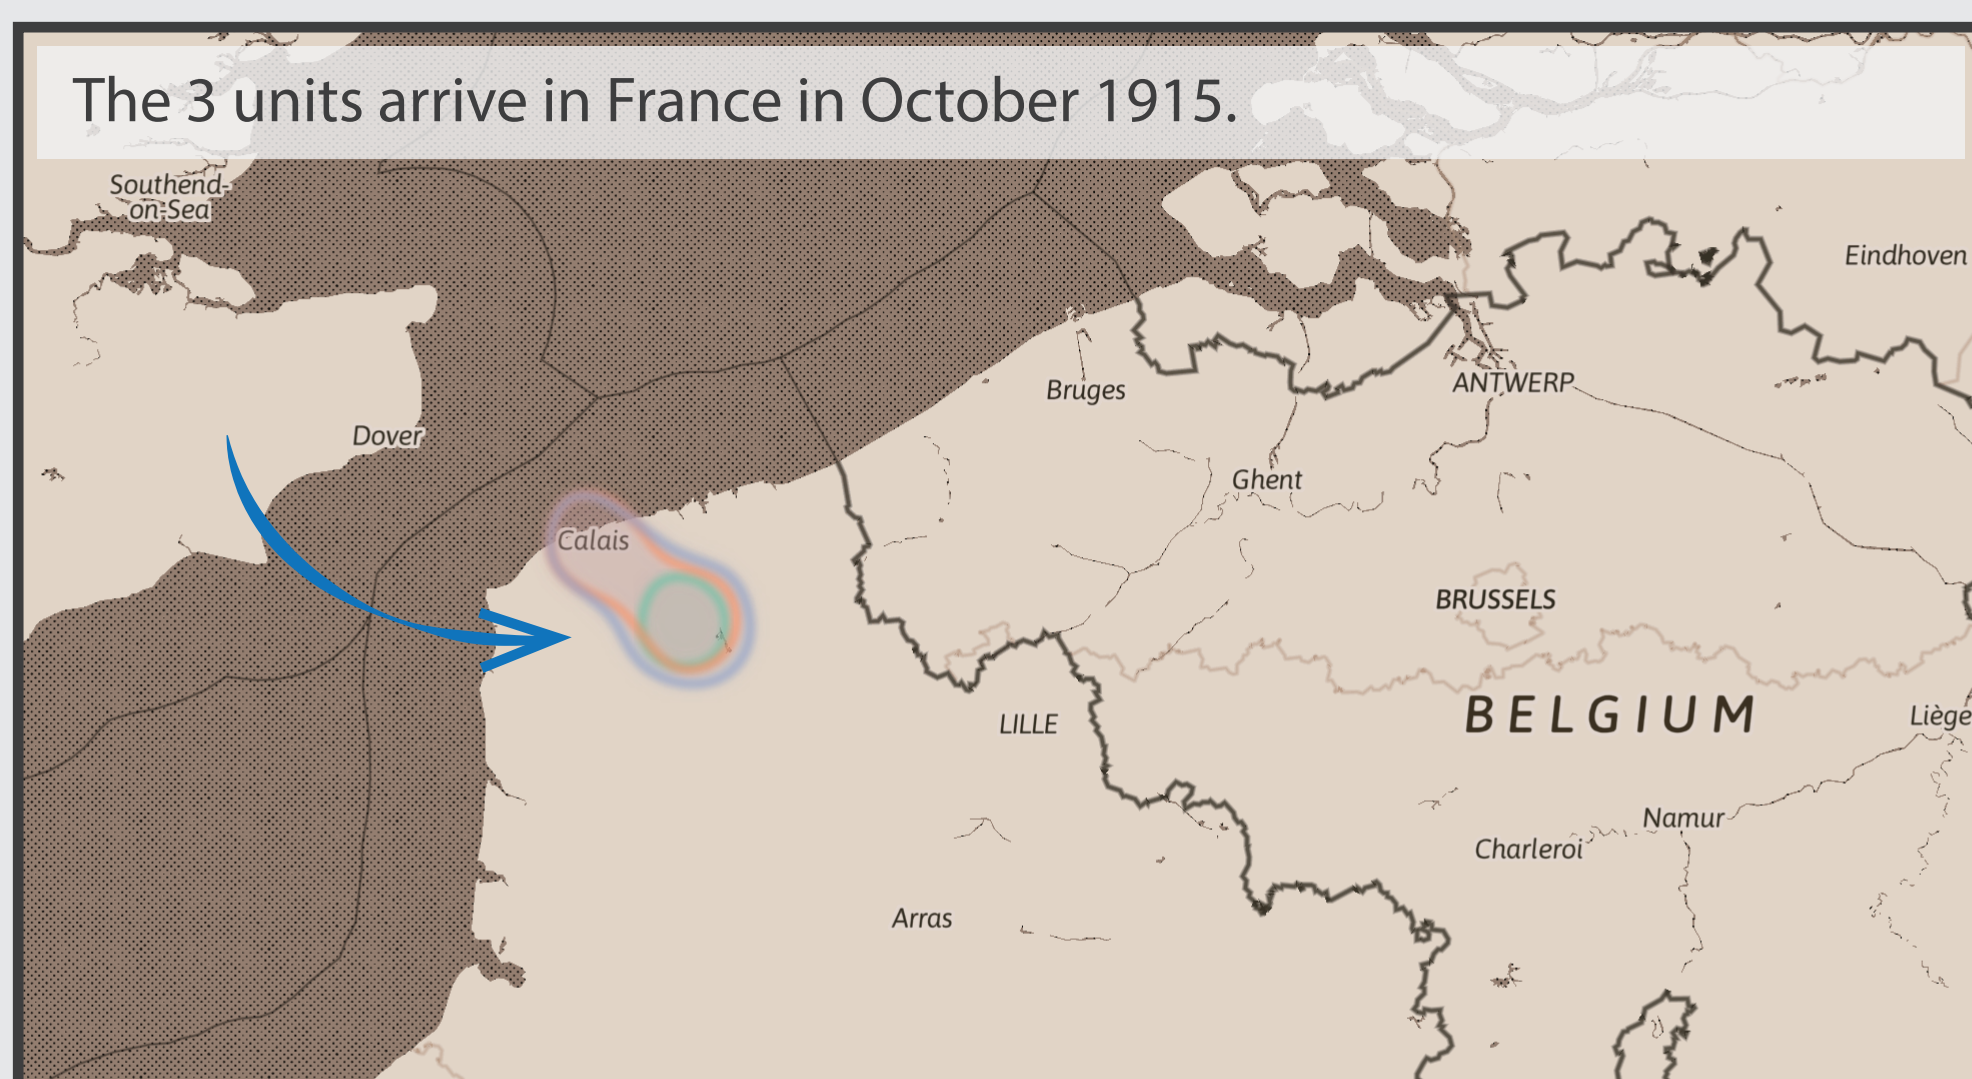 The 3 units arrive in France in October 1915.
Southend-
on-Sea
Eindhoven
Bruges
ANTWERP
Dover
Ghent
Calais
BRUSSELS
BELGIUM
Liège
LILLE
Namur
Charleroi
Arras